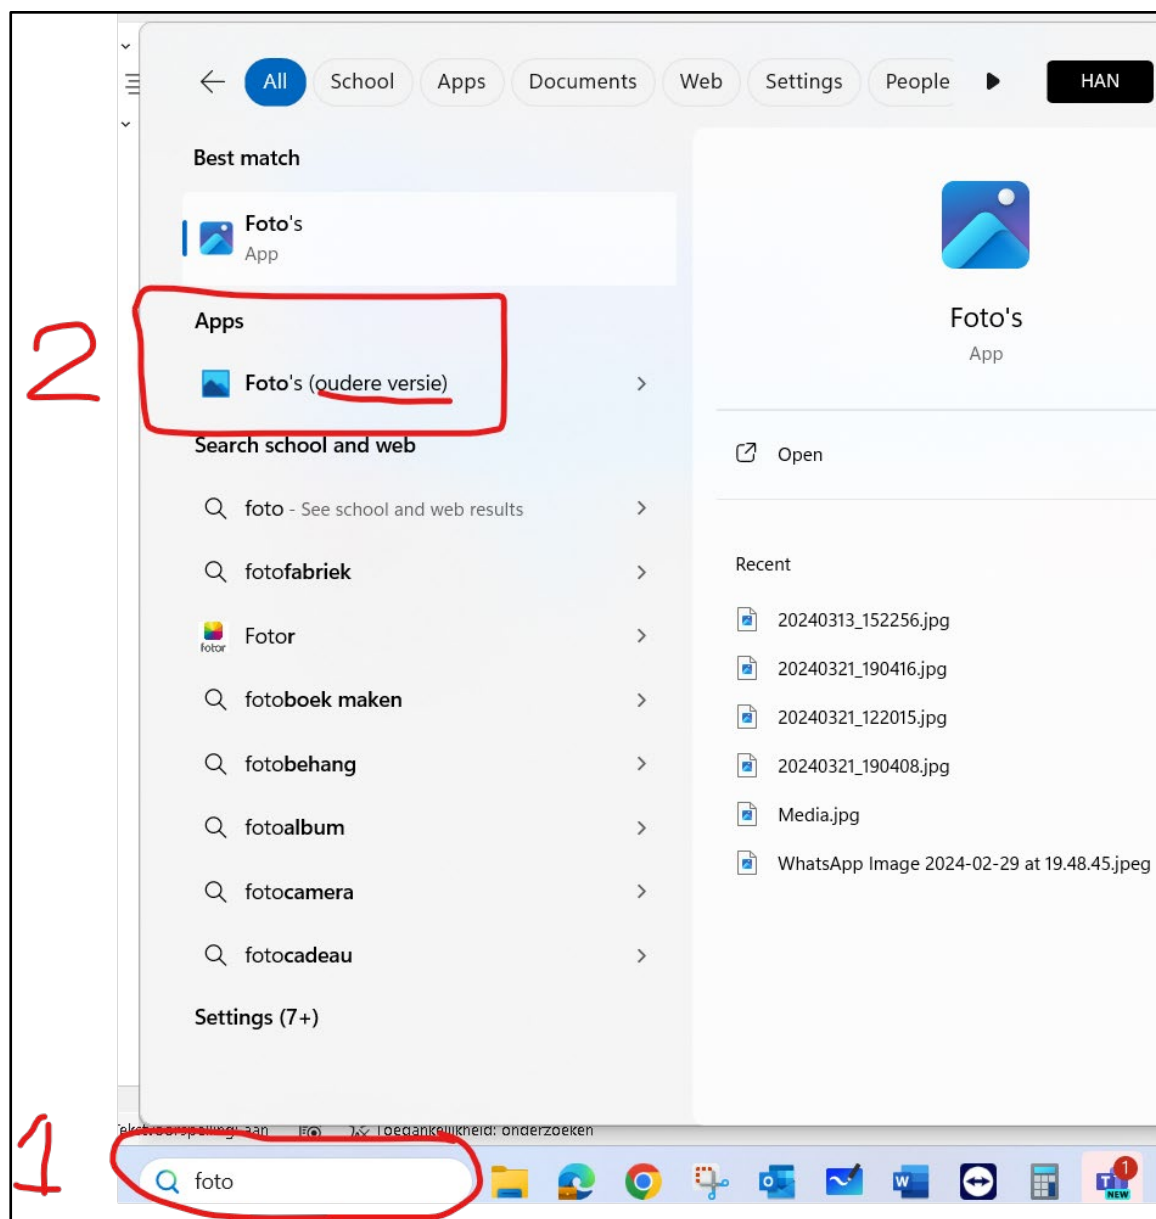 All School Apps Documents Web Settings People HAN
Best match
Foto's
App
2
Apps
Foto's (oudere versie)
Search school and web
foto - See school and web results
fotofabriek
fotor
Fotor
fotoboek maken
fotobehang
fotoalbum
fotocamera
fotocadeau
Settings (7+)
Foto's
App
Open
Recent
20240313_152256.jpg
20240321_190416.jpg
20240321_122015.jpg
20240321_190408.jpg
Media.jpg
WhatsApp Image 2024-02-29 at 19.48.45.jpeg
aan Toegankelijkheid: onderzoeken
1
foto
1
NEW